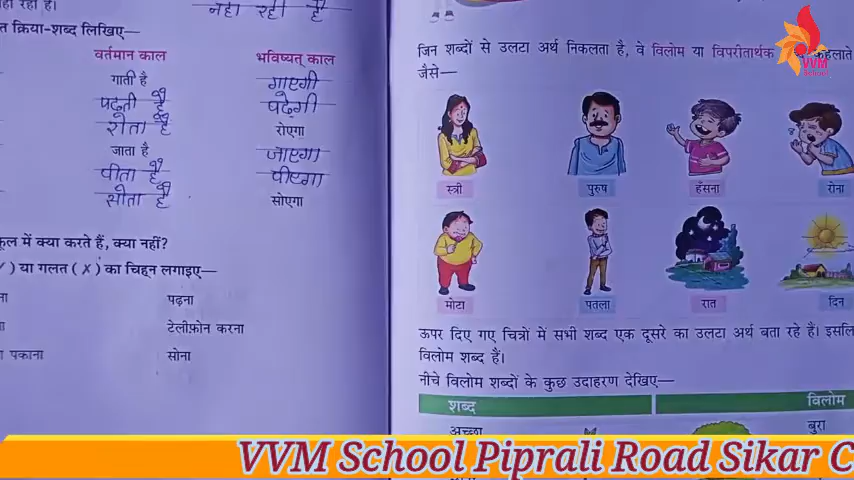 नहा रही है
क्रिया-शब्द लिखिए—
वर्तमान काल भविष्यत् काल
गाती है गाएगी
पढ़ती है पढ़ेगी
रोता है रोएगा
जाता है जाएगा
पीता है पीएगा
सोता है सोएगा
में क्या करते हैं, क्या नहीं?
) या गलत ( ✗ ) का चिह्न लगाइए—
पढ़ना
टेलीफ़ोन करना
पकाना सोना
जिन शब्दों से उलटा अर्थ निकलता है, वे विलोम या विपरीतार्थक
जैसे—
स्त्री पुरुष हँसना रोना
मोटा पतला रात दिन
ऊपर दिए गए चित्रों में सभी शब्द एक दूसरे का उलटा अर्थ बता रहे हैं।
विलोम शब्द हैं।
नीचे विलोम शब्दों के कुछ उदाहरण देखिए—
शब्द विलोम
अच्छा बुरा
VVM
VVM School Piprali Road Sikar C